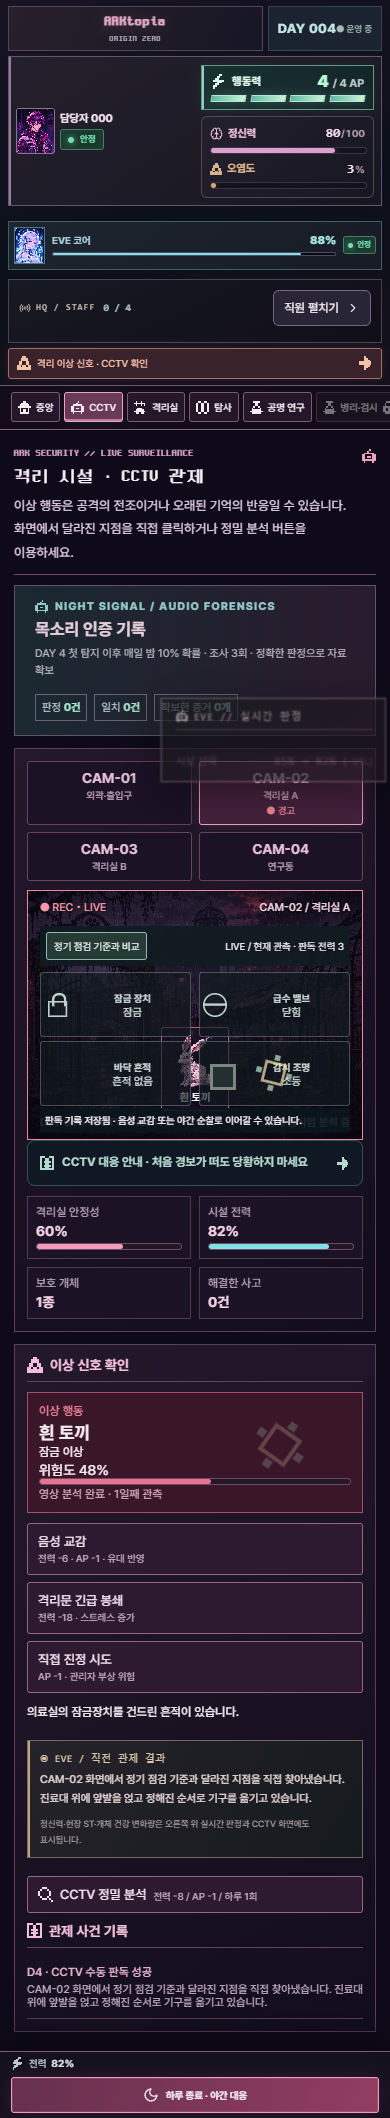 ARKtopia
ORIGIN ZERO
DAY 004 운영 중
담당자 000
안정
행동력 4 / 4 AP
정신력 80/100
오염도 3%
EVE 코어 88% 안정
HQ / STAFF 0 / 4
직원 펼치기
격리 이상 신호 · CCTV 확인
중앙 CCTV 격리실 탐사 공명 연구 병리·검시
ARK SECURITY // LIVE SURVEILLANCE
격리 시설 · CCTV 관제
이상 행동은 공격의 전조이거나 오래된 기억의 반응일 수 있습니다.
화면에서 달라진 지점을 직접 클릭하거나 정밀 분석 버튼을
이용하세요.
NIGHT SIGNAL / AUDIO FORENSICS
목소리 인증 기록
DAY 4 첫 탐지 이후 매일 밤 10% 확률 · 조사 3회 · 정확한 판정으로 자료
확보
판정 0건 일치 0건 확보한 증거 0개
EVE // 실시간 판정
85% → 82%
CAM-01
외곽·출입구
CAM-02
격리실 A
경고
CAM-03
격리실 B
CAM-04
연구동
REC · LIVE CAM-02 / 격리실 A
정기 점검 기준과 비교 LIVE / 현재 관측 · 판독 전력 3
잠금 장치
잠금
급수 밸브
닫힘
바닥 흔적
흔적 없음
감시 조명
소등
흰 토끼
판독 기록 저장됨 · 음성 교감 또는 야간 순찰로 이어갈 수 있습니다.
CCTV 대응 안내 · 처음 경보가 떠도 당황하지 마세요
격리실 안정성
60%
시설 전력
82%
보호 개체
1종
해결한 사고
0건
이상 신호 확인
이상 행동
흰 토끼
잠금 이상
위험도 48%
영상 분석 완료 · 1일째 관측
음성 교감
전력 -6 · AP -1 · 유대 반영
격리문 긴급 봉쇄
전력 -18 · 스트레스 증가
직접 진정 시도
AP -1 · 관리자 부상 위험
의료실의 잠금장치를 건드린 흔적이 있습니다.
EVE / 직전 관제 결과
CAM-02 화면에서 정기 점검 기준과 달라진 지점을 직접 찾아냈습니다.
진료대 위에 앞발을 얹고 정해진 순서로 기구를 옮기고 있습니다.
정신력·현장 ST·개체 건강 변화량은 오른쪽 위 실시간 판정과 CCTV 화면에도
표시됩니다.
CCTV 정밀 분석 전력 -8 / AP -1 / 하루 1회
관제 사건 기록
D4 · CCTV 수동 판독 성공
CAM-02 화면에서 정기 점검 기준과 달라진 지점을 직접 찾아냈습니다. 진료대
위에 앞발을 얹고 정해진 순서로 기구를 옮기고 있습니다.
전력 82%
하루 종료 · 야간 대응